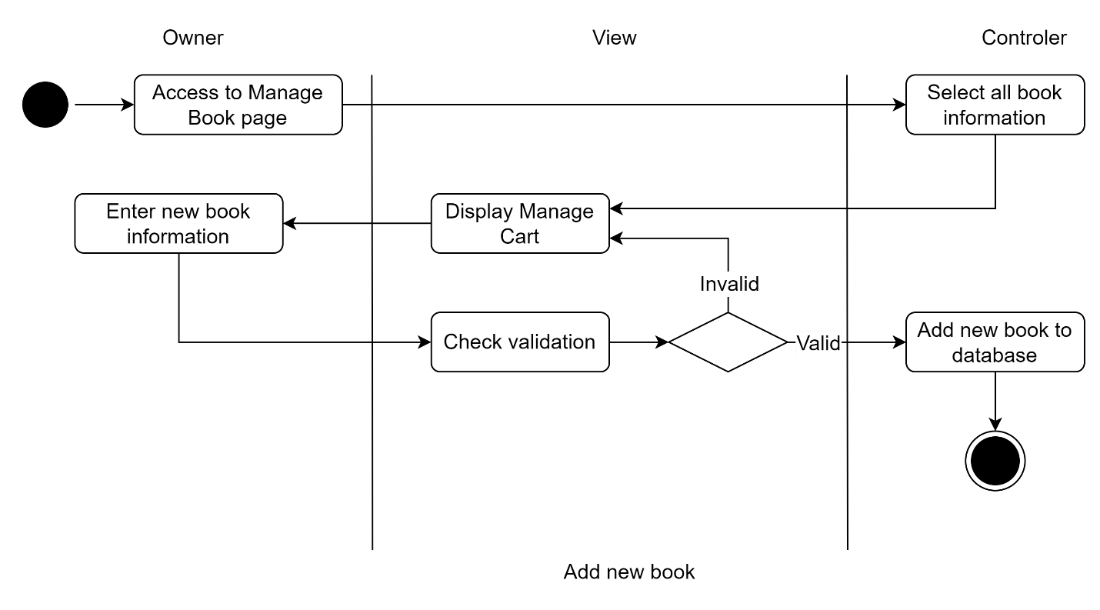 Owner
View
Controler
Access to Manage
Book page
Select all book
information
Enter new book
information
Display Manage
Cart
Invalid
Check validation
Valid
Add new book to
database
Add new book